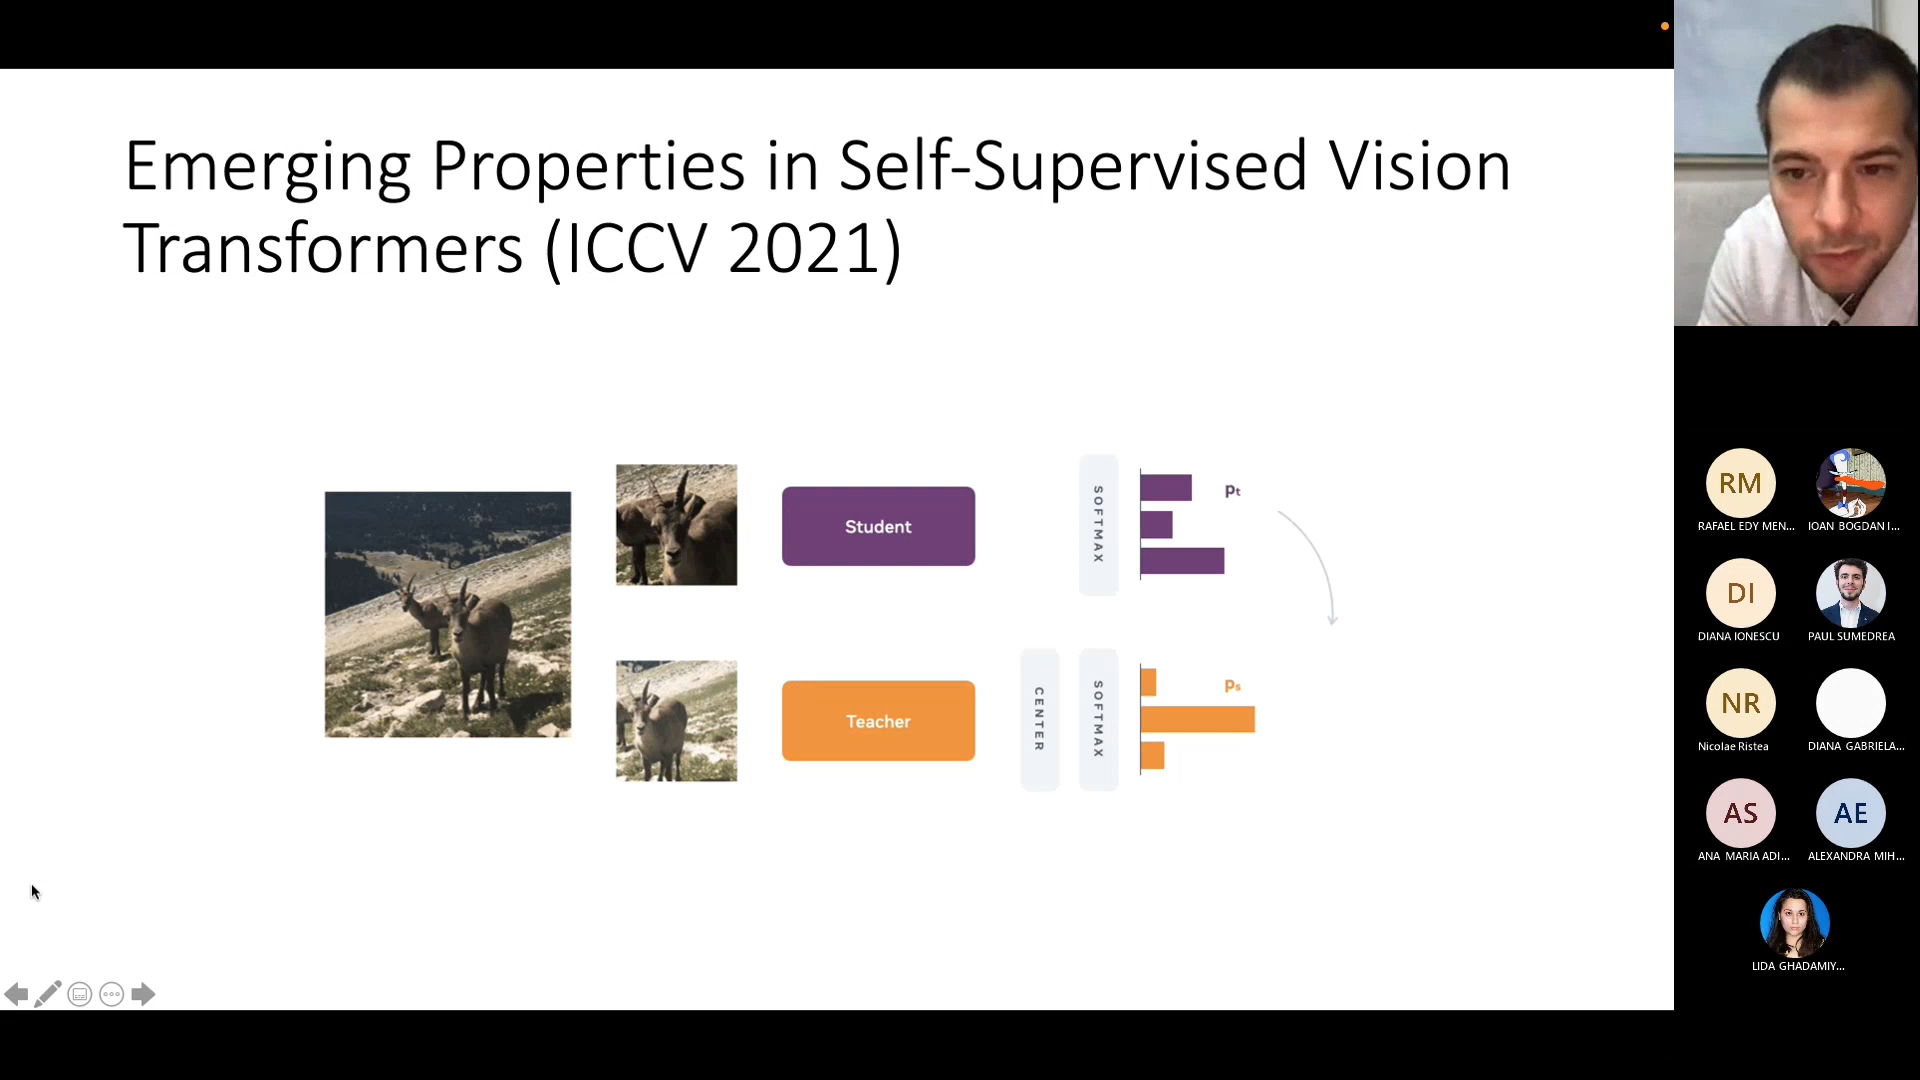 Emerging Properties in Self-Supervised Vision
Transformers (ICCV 2021)
Student
SOFTMAX
pt
Teacher
CENTER
SOFTMAX
ps
RM
RAFAEL EDY MEN...
IOAN BOGDAN I...
DI
DIANA IONESCU
PAUL SUMEDREA
NR
Nicolae Ristea
DIANA GABRIELA...
AS
AE
ANA MARIA ADI...
ALEXANDRA MIH...
LIDA GHADAMIY...